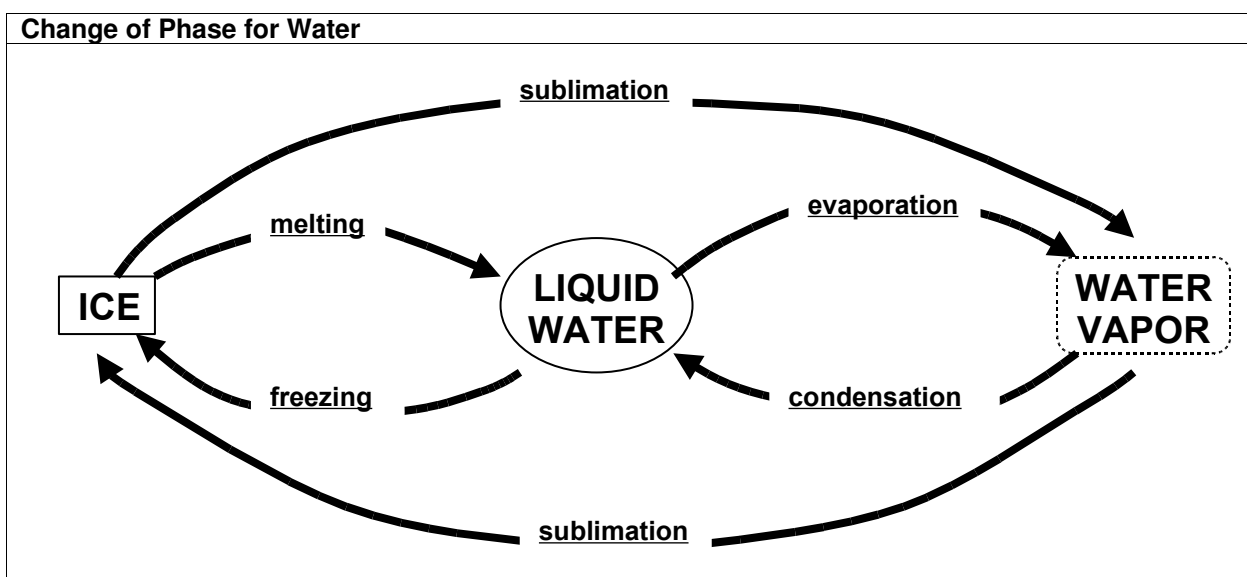 Change of Phase for Water
sublimation
melting
evaporation
ICE
LIQUID
WATER
WATER
VAPOR
freezing
condensation
sublimation